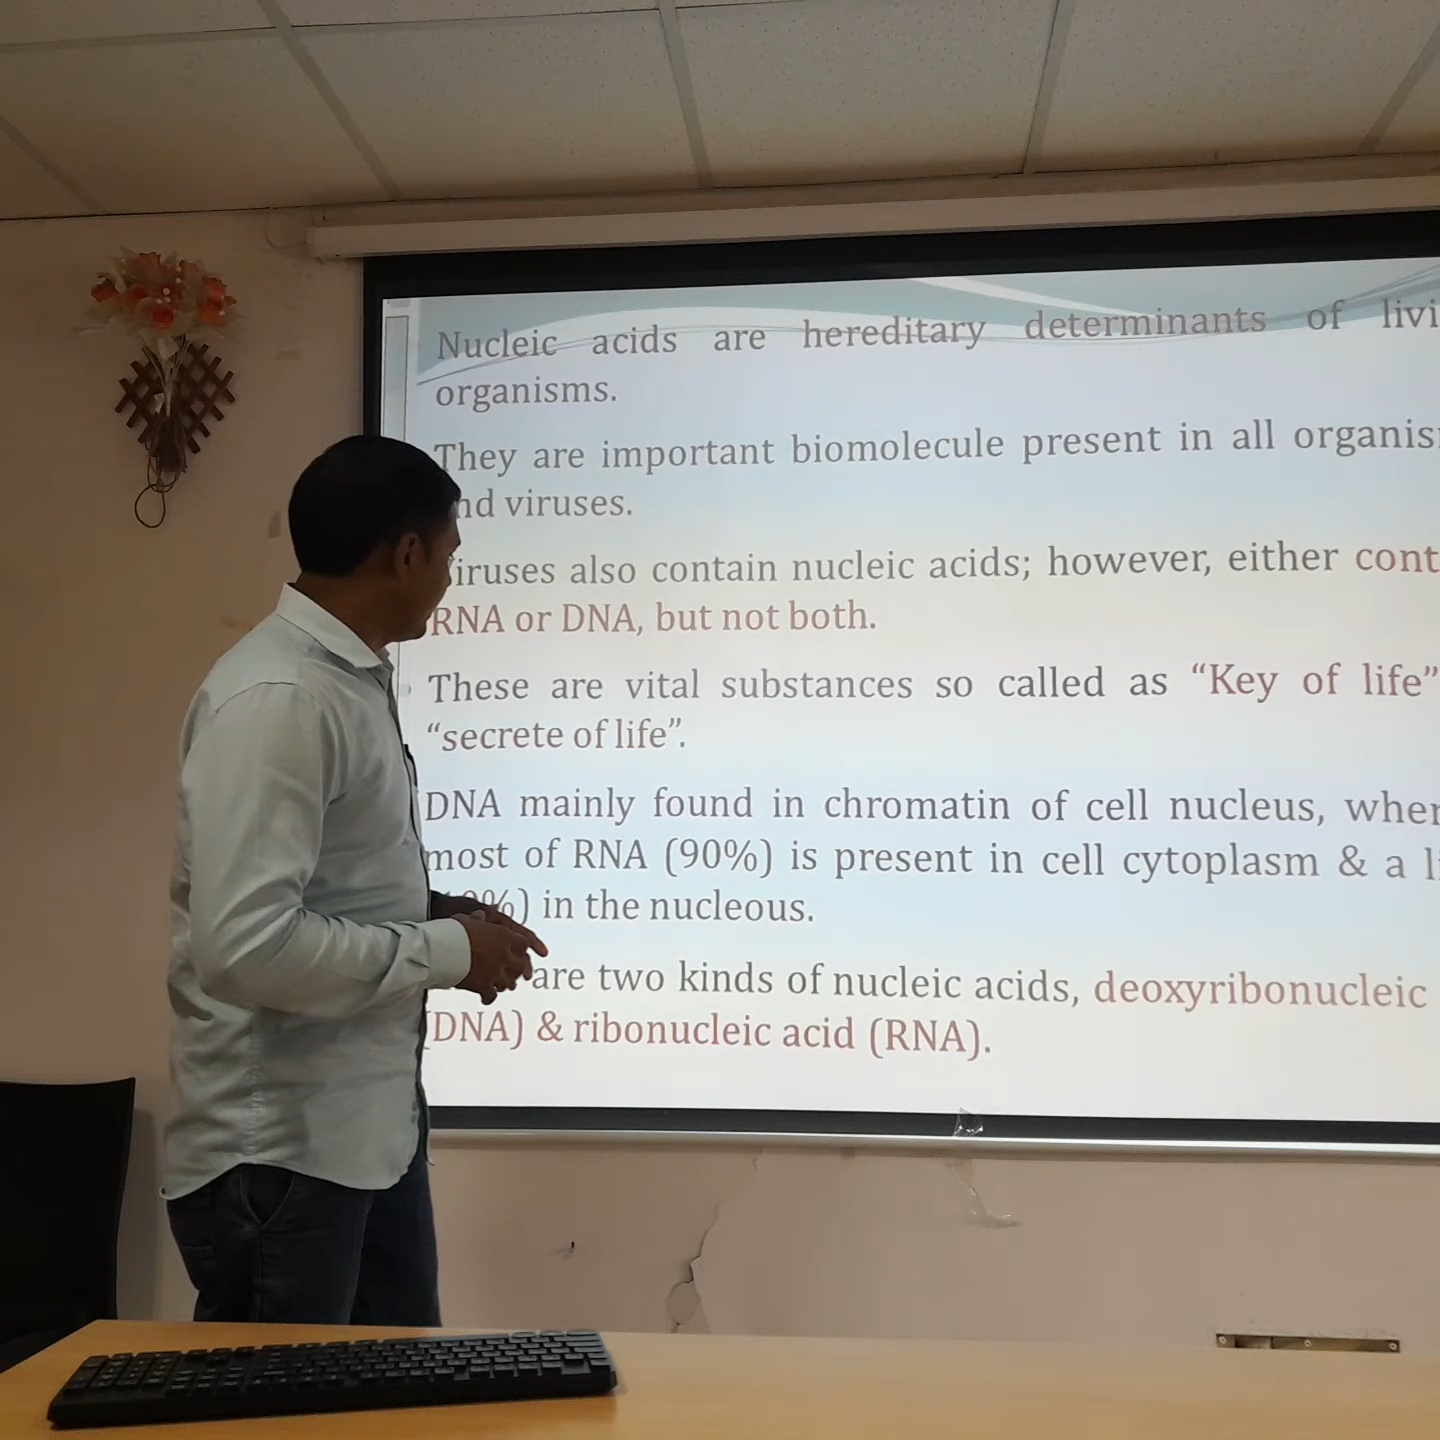 Nucleic acids are hereditary determinants of livi
organisms.
They are important biomolecule present in all organis
nd viruses.
iruses also contain nucleic acids; however, either cont
RNA or DNA, but not both.
These are vital substances so called as “Key of life”
“secrete of life”.
DNA mainly found in chromatin of cell nucleus, wher
most of RNA (90%) is present in cell cytoplasm & a li
%) in the nucleous.
are two kinds of nucleic acids, deoxyribonucleic
(DNA) & ribonucleic acid (RNA).